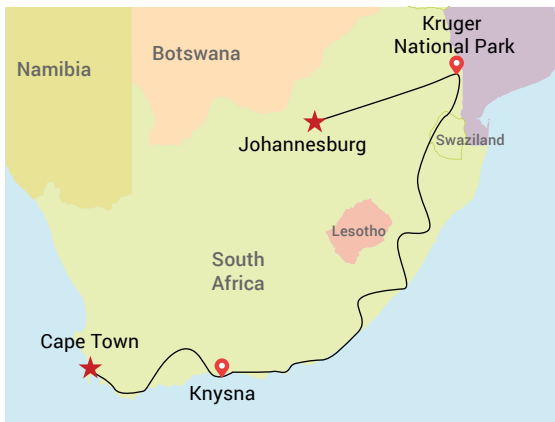 Kruger
National Park
Botswana
Namibia
Johannesburg
Swaziland
Lesotho
South
Africa
Cape Town
Knysna